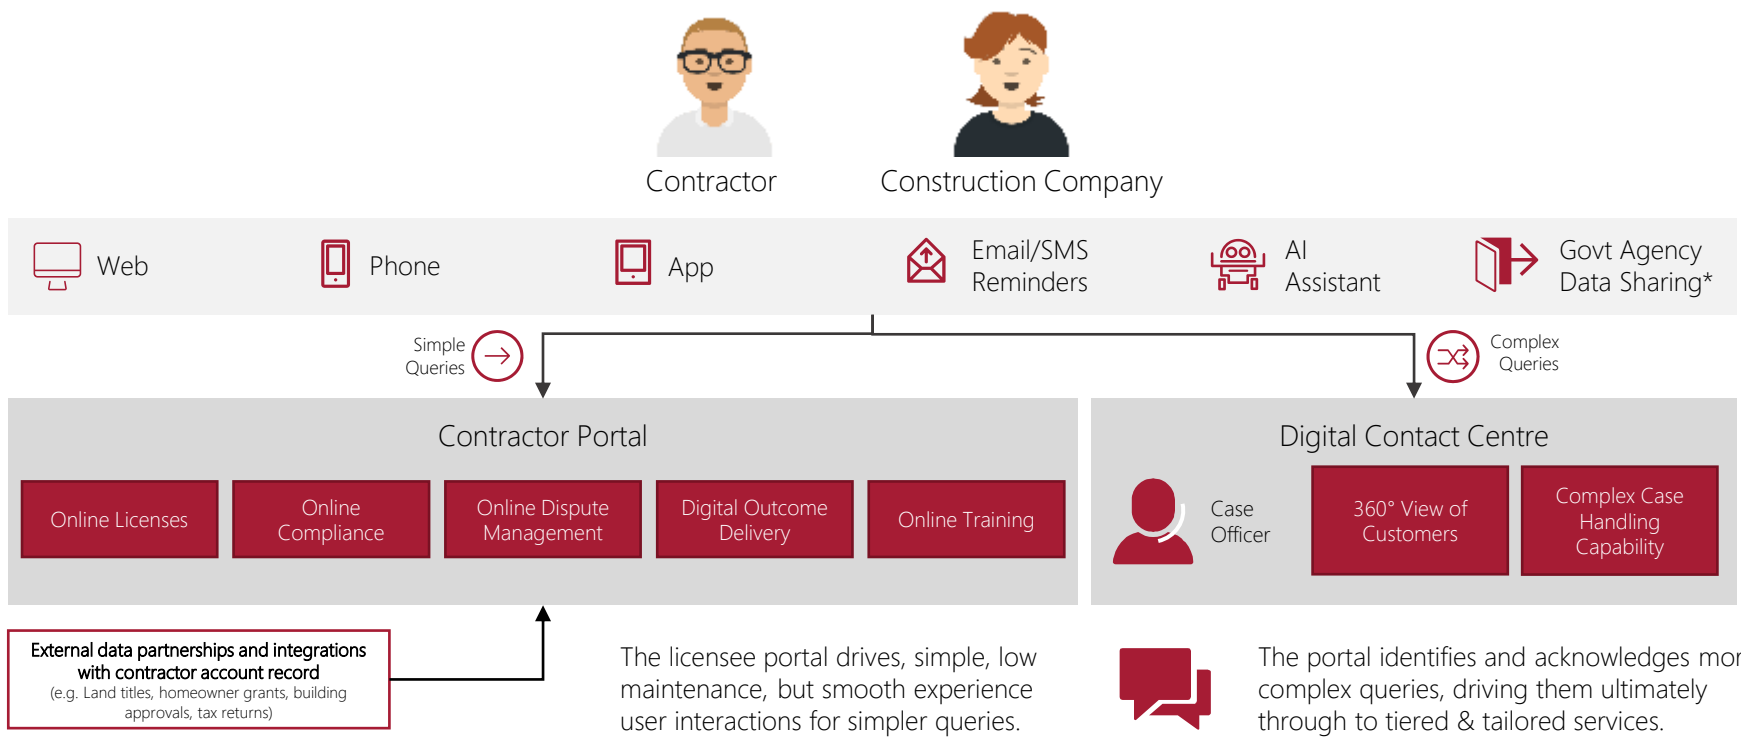 Contractor
Construction Company
Web
Phone
App
Email/SMS
Reminders
AI
Assistant
Govt Agency
Data Sharing*
Simple
Queries
Complex
Queries
Contractor Portal
Online Licenses
Online
Compliance
Online Dispute
Management
Digital Outcome
Delivery
Online Training
Digital Contact Centre
Case
Officer
360° View of
Customers
Complex Case
Handling
Capability
External data partnerships and integrations
with contractor account record
(e.g. Land titles, homeowner grants, building
approvals, tax returns)
The licensee portal drives, simple, low
maintenance, but smooth experience
user interactions for simpler queries.
The portal identifies and acknowledges mor
complex queries, driving them ultimately
through to tiered & tailored services.